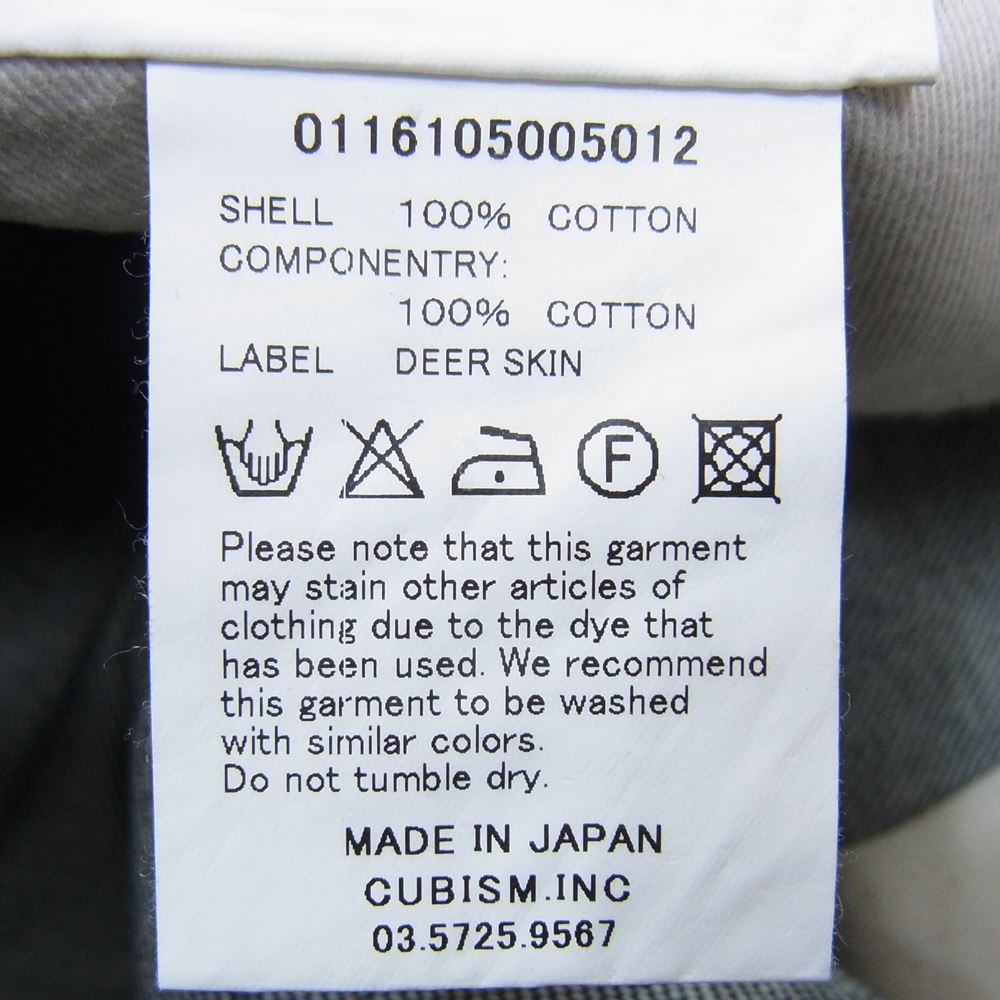 0116105005012
SHELL 100% COTTON
COMPONENTRY:
100% COTTON
LABEL DEER SKIN
F
Please note that this garment
may stain other articles of
clothing due to the dye that
has been used. We recommend
this garment to be washed
with similar colors.
Do not tumble dry.
MADE IN JAPAN
CUBISM.INC
03.5725.9567